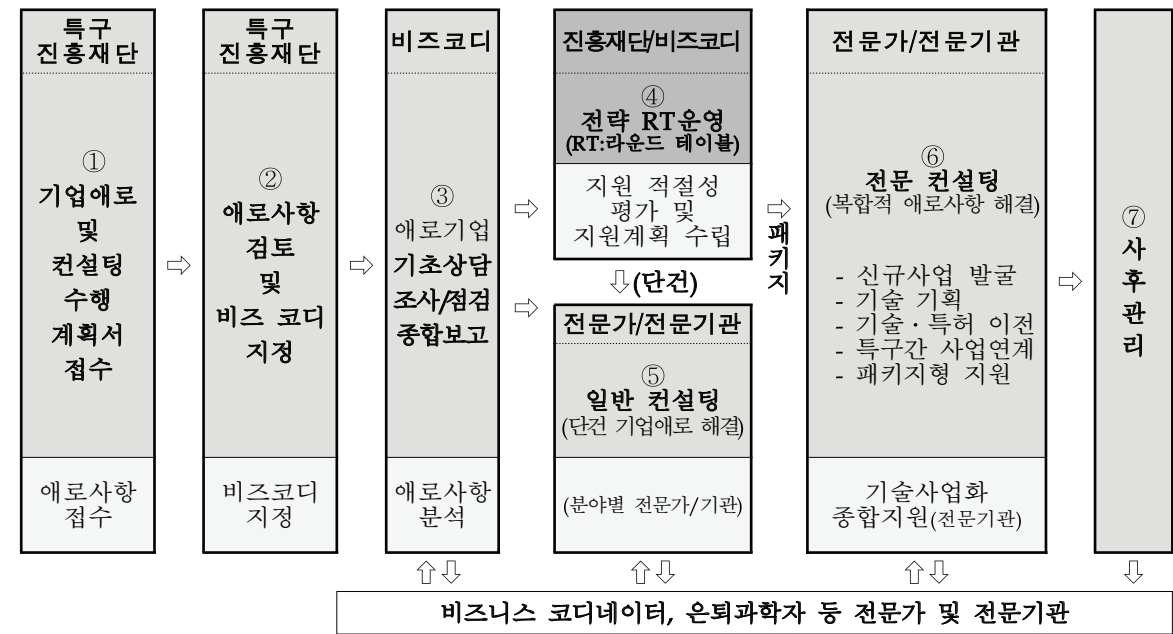 특구
진흥재단
①
기업애로
및
컨설팅
수행
계획서
접수
애로사항
접수
특구
진흥재단
②
애로사항
검토
및
비즈 코디
지정
비즈코디
지정
비즈코디
③
애로기업
기초상담
조사/점검
종합보고
애로사항
분석
진흥재단/비즈코디
④
전략 RT운영
(RT:라운드 테이블)
지원 적절성
평가 및
지원계획 수립
⇩(단건)
전문가/전문기관
⑤
일반 컨설팅
(단건 기업애로 해결)
(분야별 전문가/기관)
패
키
지
전문가/전문기관
⑥
전문 컨설팅
(복합적 애로사항 해결)
- 신규사업 발굴
- 기술 기획
- 기술·특허 이전
- 특구간 사업연계
- 패키지형 지원
기술사업화
종합지원(전문기관)
⑦
사
후
관
리
비즈니스 코디네이터, 은퇴과학자 등 전문가 및 전문기관